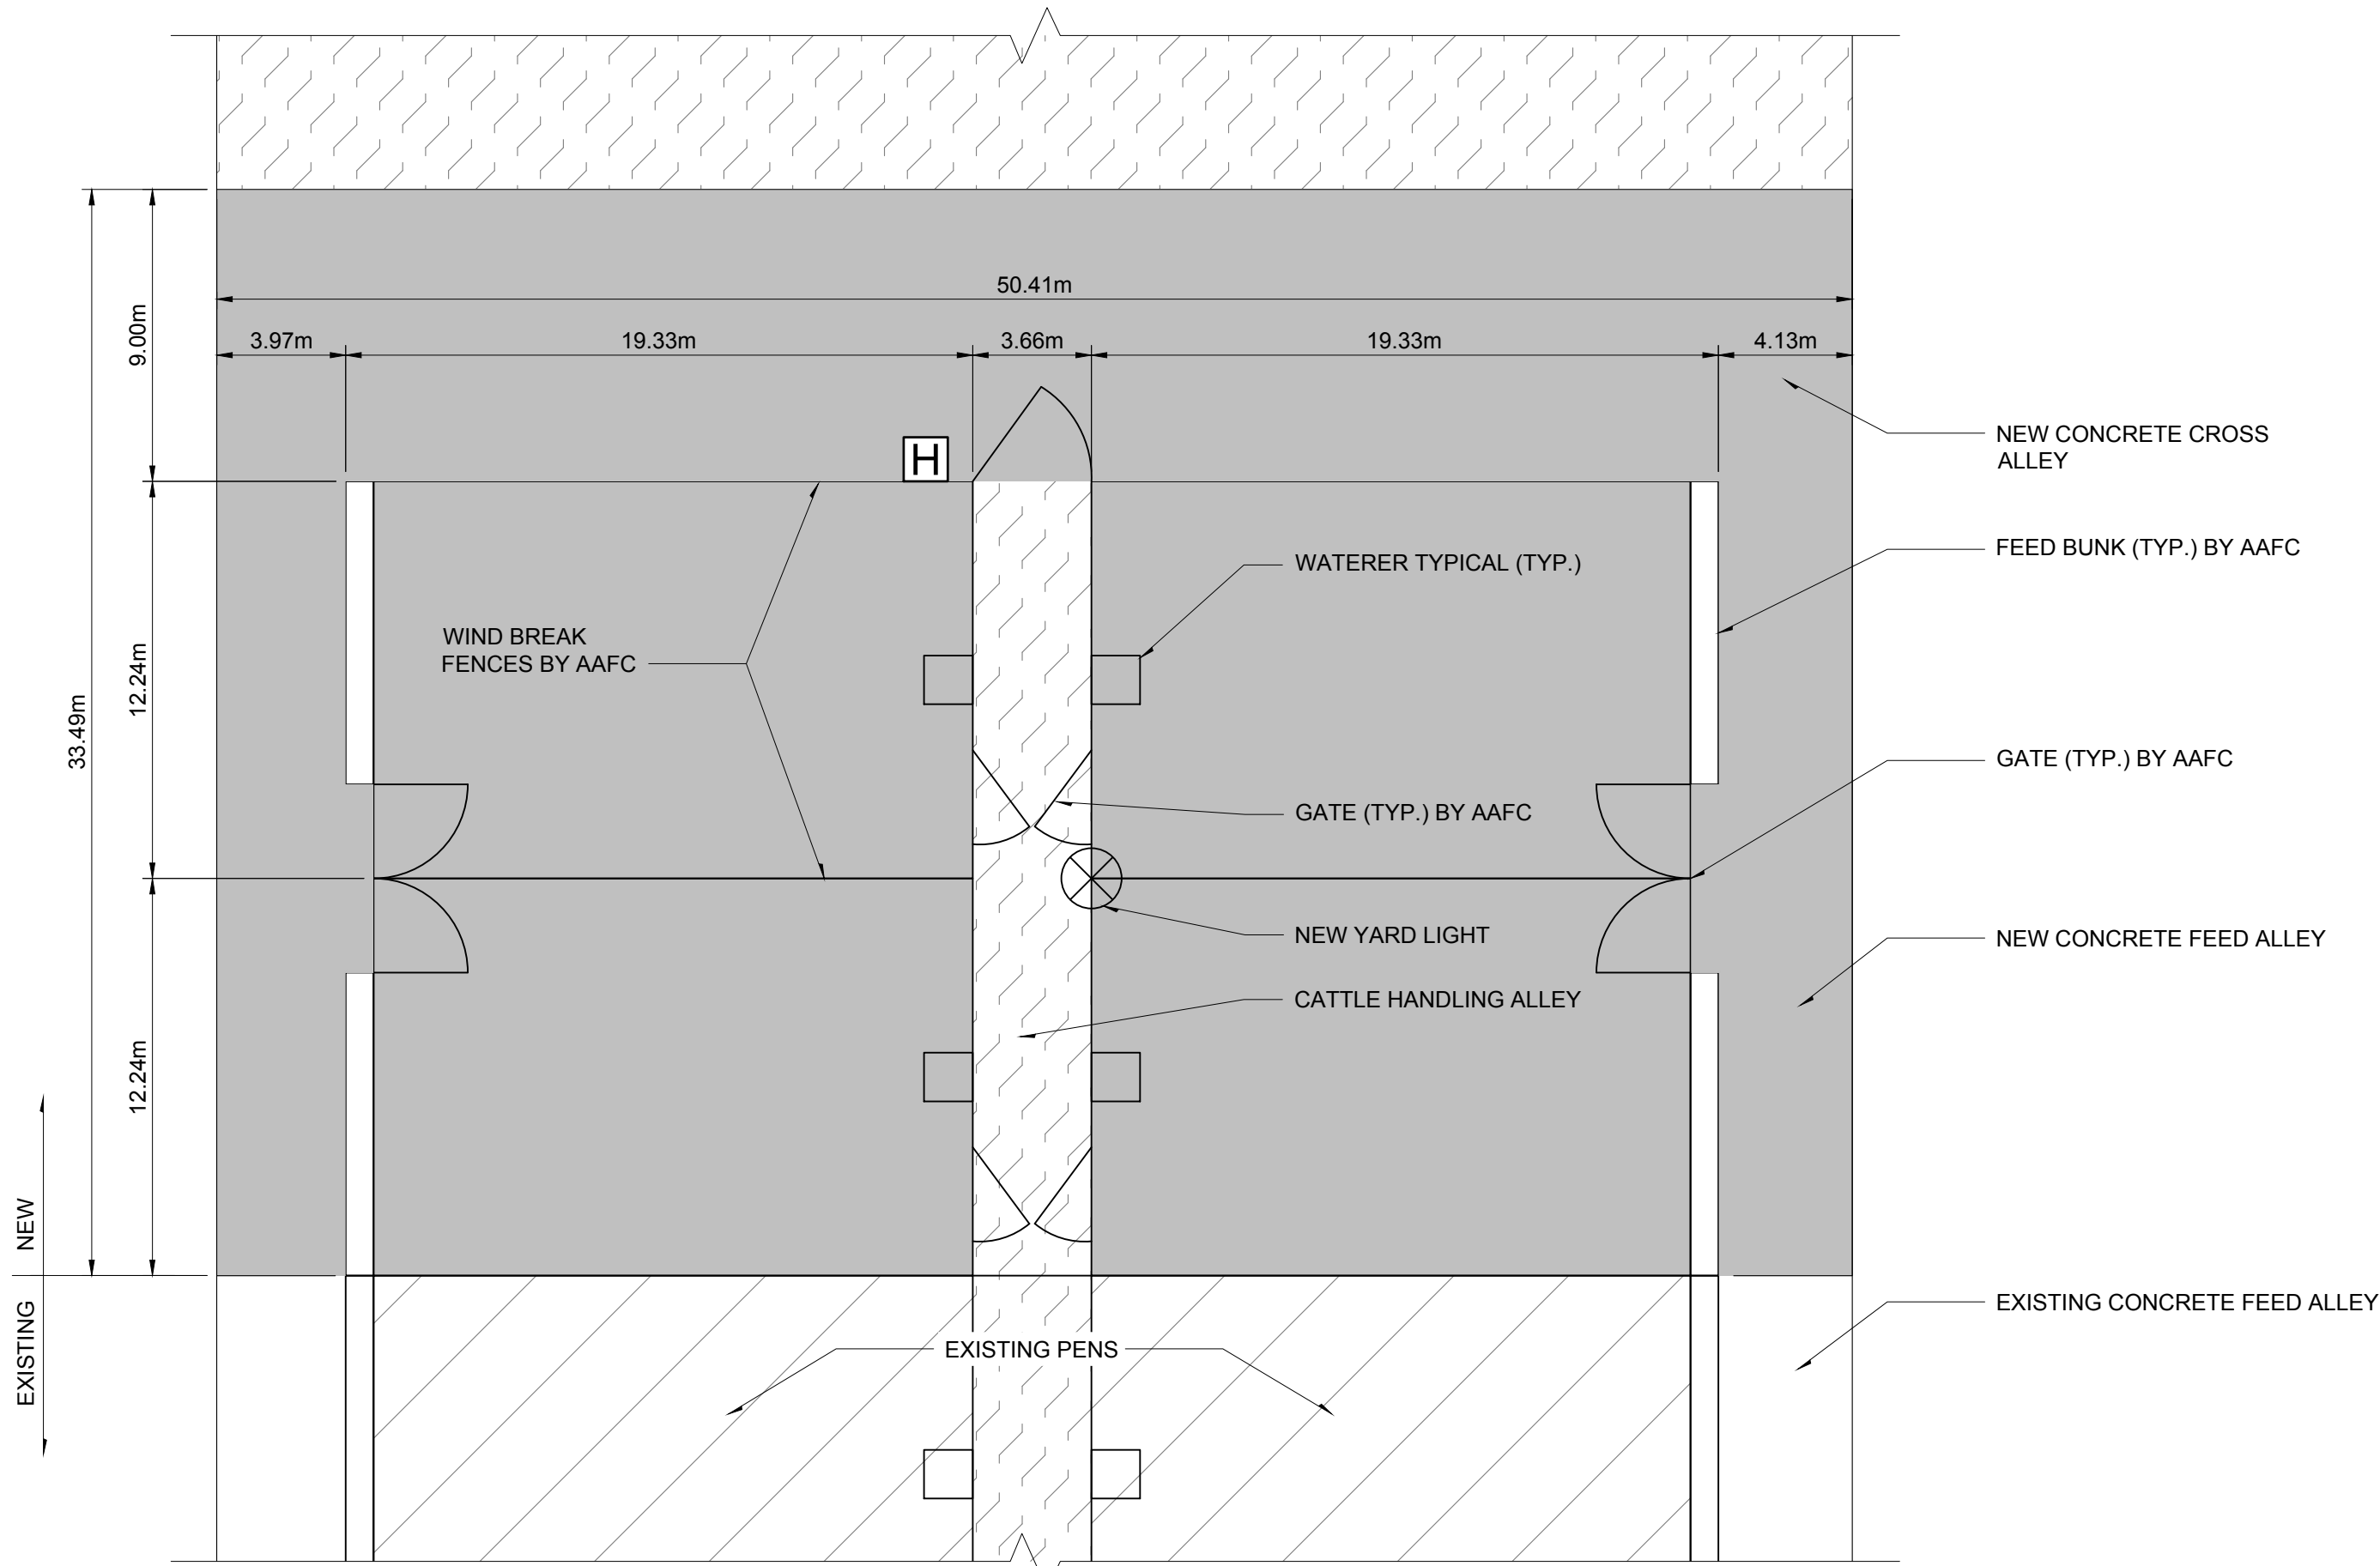 50.41m
3.97m
19.33m
3.66m
19.33m
4.13m
9.00m
12.24m
33.49m
12.24m
H
NEW CONCRETE CROSS
ALLEY
FEED BUNK (TYP.) BY AAFC
WATERER TYPICAL (TYP.)
WIND BREAK
FENCES BY AAFC
GATE (TYP.) BY AAFC
GATE (TYP.) BY AAFC
NEW YARD LIGHT
NEW CONCRETE FEED ALLEY
CATTLE HANDLING ALLEY
NEW
EXISTING
EXISTING CONCRETE FEED ALLEY
EXISTING PENS